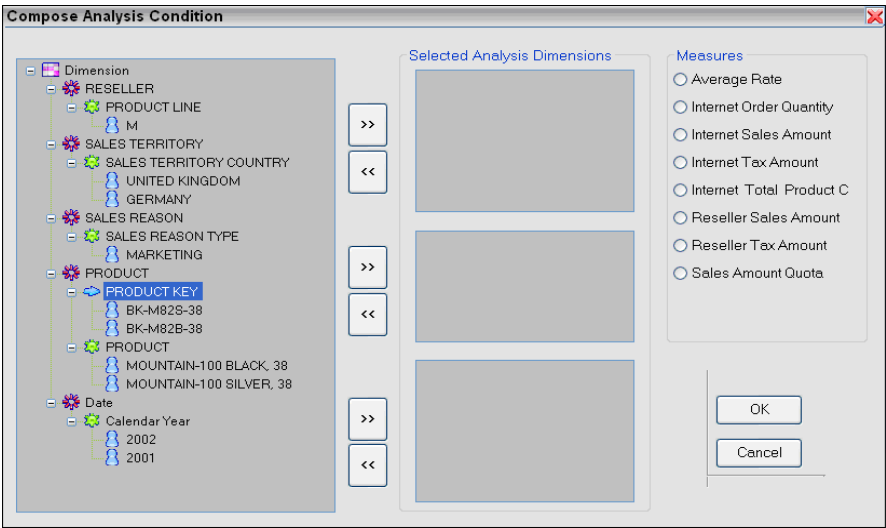 Compose Analysis Condition
Dimension
RESELLER
PRODUCT LINE
M
SALES TERRITORY
SALES TERRITORY COUNTRY
UNITED KINGDOM
GERMANY
SALES REASON
SALES REASON TYPE
MARKETING
PRODUCT
PRODUCT KEY
BK-M82S-38
BK-M82B-38
PRODUCT
MOUNTAIN-100 BLACK, 38
MOUNTAIN-100 SILVER, 38
Date
Calendar Year
2002
2001
>>
<<
>>
<<
>>
<<
Selected Analysis Dimensions
Measures
Average Rate
Internet Order Quantity
Internet Sales Amount
Internet Tax Amount
Internet Total Product C
Reseller Sales Amount
Reseller Tax Amount
Sales Amount Quota
OK
Cancel